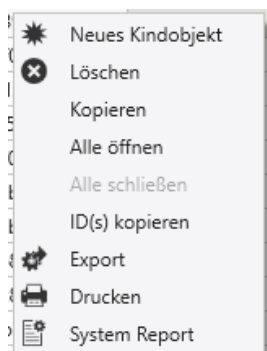 Neues Kindobjekt
Löschen
Kopieren
Alle öffnen
Alle schließen
ID(s) kopieren
Export
Drucken
System Report